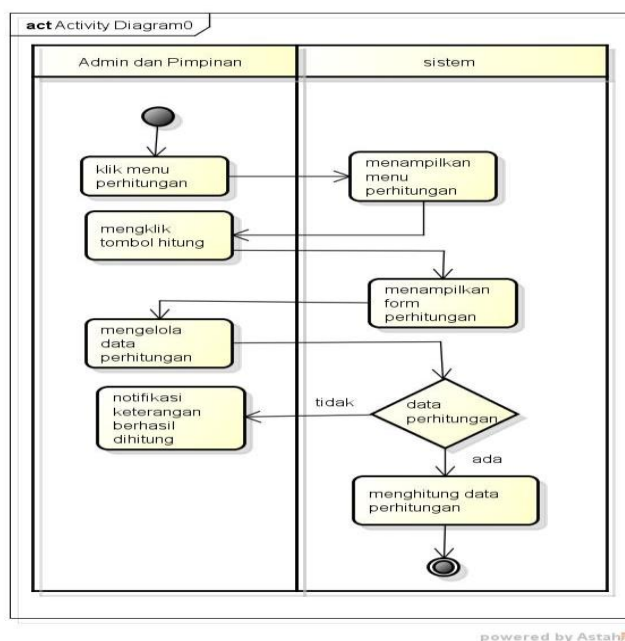 act Activity Diagram0
Admin dan Pimpinan
sistem
klik menu
perhitungan
menampilkan
menu
perhitungan
mengklik
tombol hitung
menampilkan
form
perhitungan
mengelola
data
perhitungan
notifikasi
keterangan
berhasil
dihitung
tidak
data
perhitungan
ada
menghitung data
perhitungan
powered by Astah